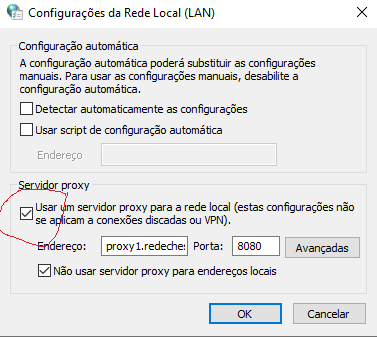 Configurações da Rede Local (LAN)
Configuração automática
A configuração automática poderá substituir as configurações
manuais. Para usar as configurações manuais, desabilite a
configuração automática.
Detectar automaticamente as configurações
Usar script de configuração automática
Endereço
Servidor proxy
Usar um servidor proxy para a rede local (estas configurações não
se aplicam a conexões discadas ou VPN).
Endereço: proxy1.redeches Porta: 8080 Avançadas
Não usar servidor proxy para endereços locais
OK Cancelar